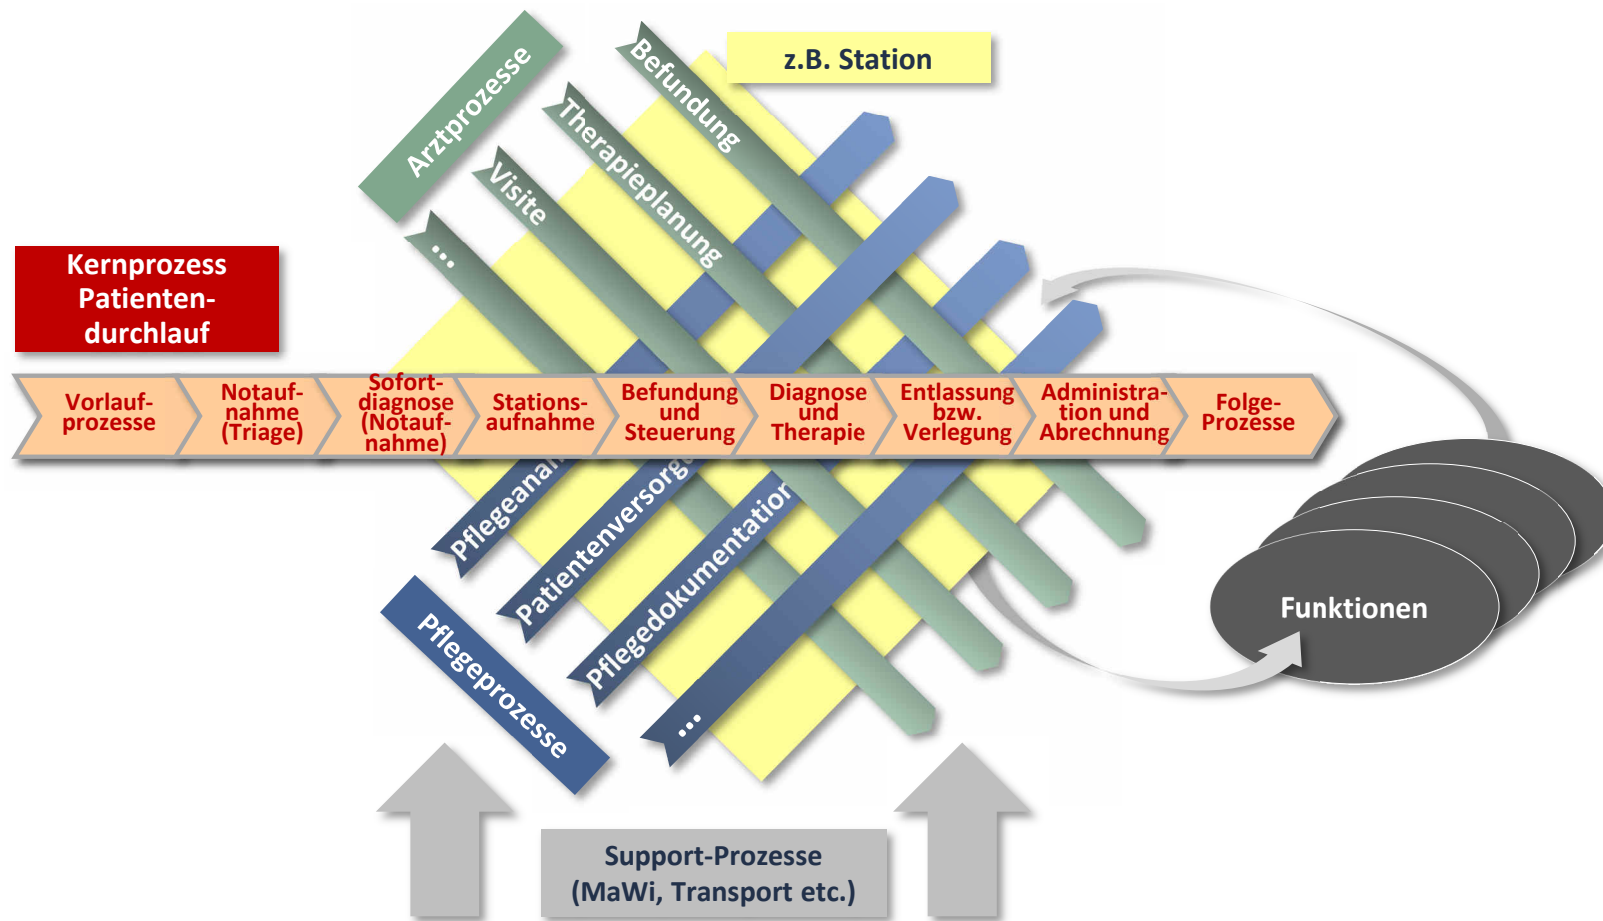 z.B. Station
Arztprozesse
Befundung
Therapieplanung
Visite
...
Kernprozess
Patienten-
durchlauf
Vorlauf-
prozesse
Notauf-
nahme
(Triage)
Sofort-
diagnose
(Notauf-
nahme)
Stations-
aufnahme
Befundung
und
Steuerung
Diagnose
und
Therapie
Entlassung
bzw.
Verlegung
Administra-
tion und
Abrechnung
Folge-
Prozesse
Pflegedokumentation
...
Pflegeprozesse
Funktionen
Support-Prozesse
(MaWi, Transport etc.)